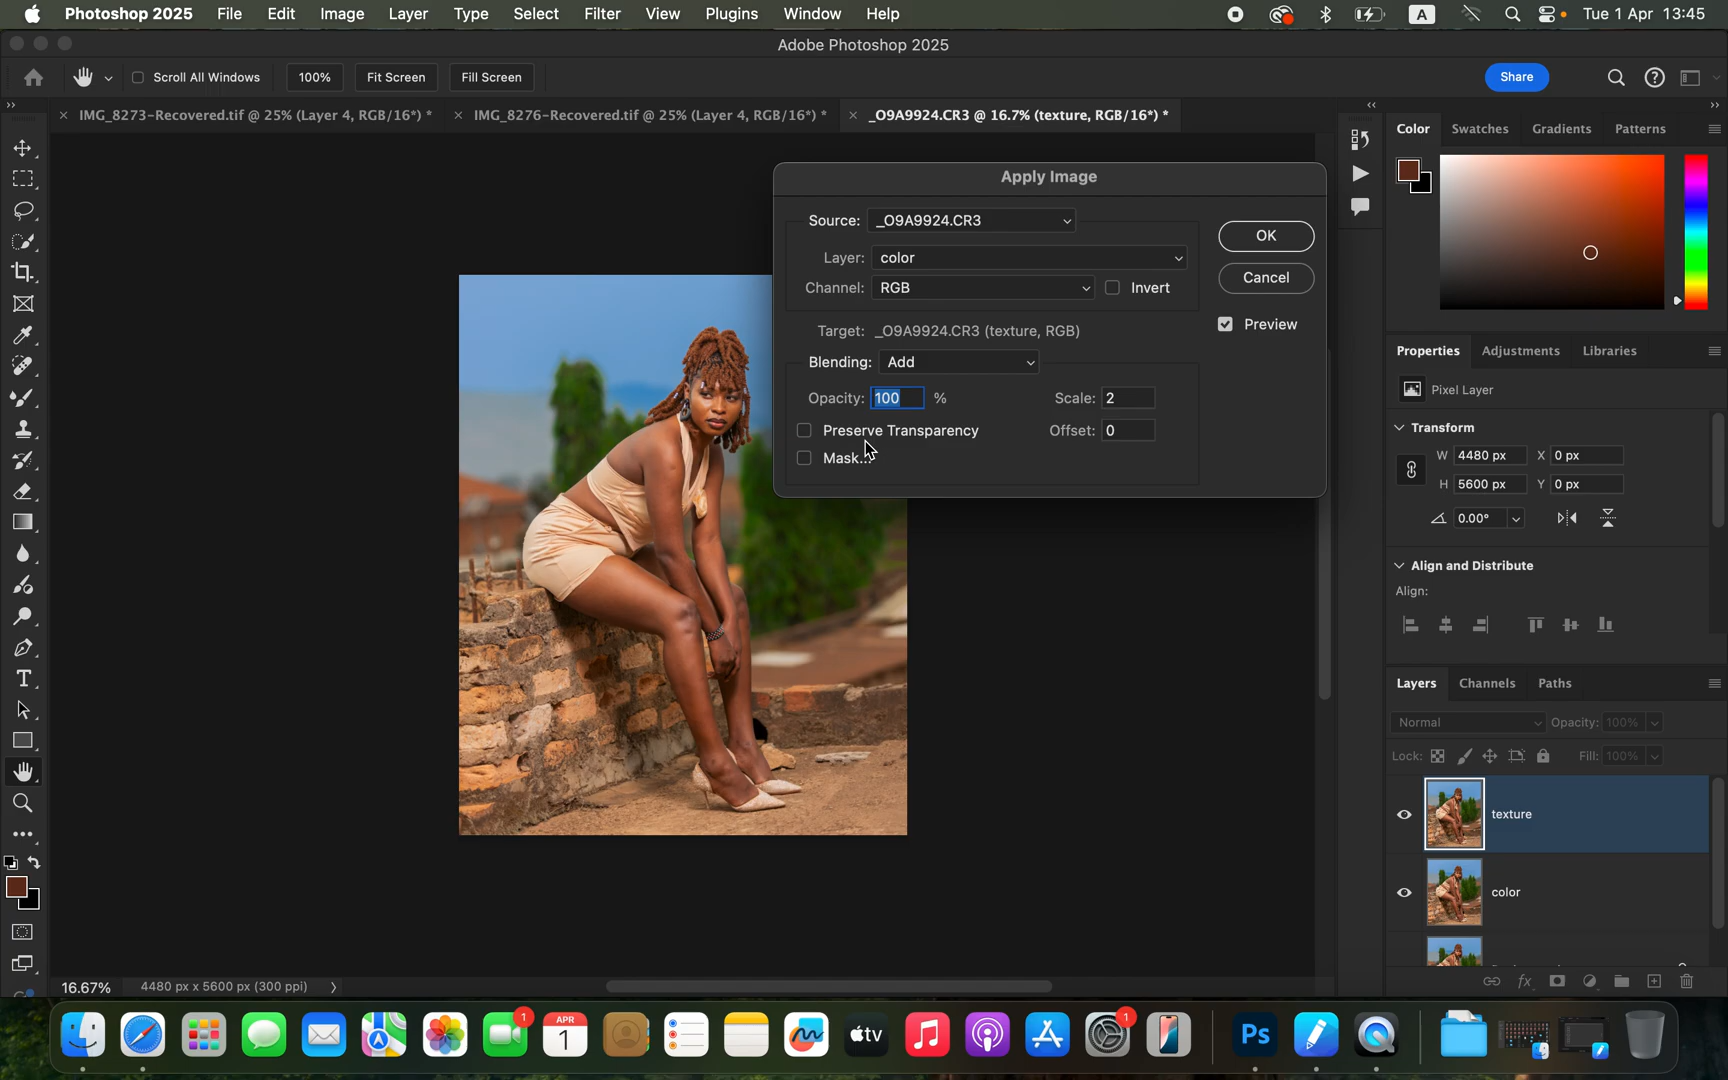 Photoshop 2025 File Edit Image Layer Type Select Filter View Plugins Window Help A Tue 1 Apr 13:45
Adobe Photoshop 2025
Scroll All Windows 100% Fit Screen Fill Screen Share
IMG_8273-Recovered.tif @ 25% (Layer 4, RGB/16*) * IMG_8276-Recovered.tif @ 25% (Layer 4, RGB/16*) * _O9A9924.CR3 @ 16.7% (texture, RGB/16*) *
Apply Image
Source: _O9A9924.CR3
Layer: color
Channel: RGB Invert
Target: _O9A9924.CR3 (texture, RGB)
Blending: Add
Opacity: 100 % Scale: 2
Preserve Transparency Offset: 0
Mask...
OK
Cancel
Preview
Color Swatches Gradients Patterns
Properties Adjustments Libraries
Pixel Layer
Transform
W 4480 px X 0 px
H 5600 px Y 0 px
0.00°
Align and Distribute
Align:
Layers Channels Paths
Normal Opacity: 100%
Lock: Fill: 100%
texture
color
16.67% 4480 px x 5600 px (300 ppi)
1
APR
1
tv
1
Ps